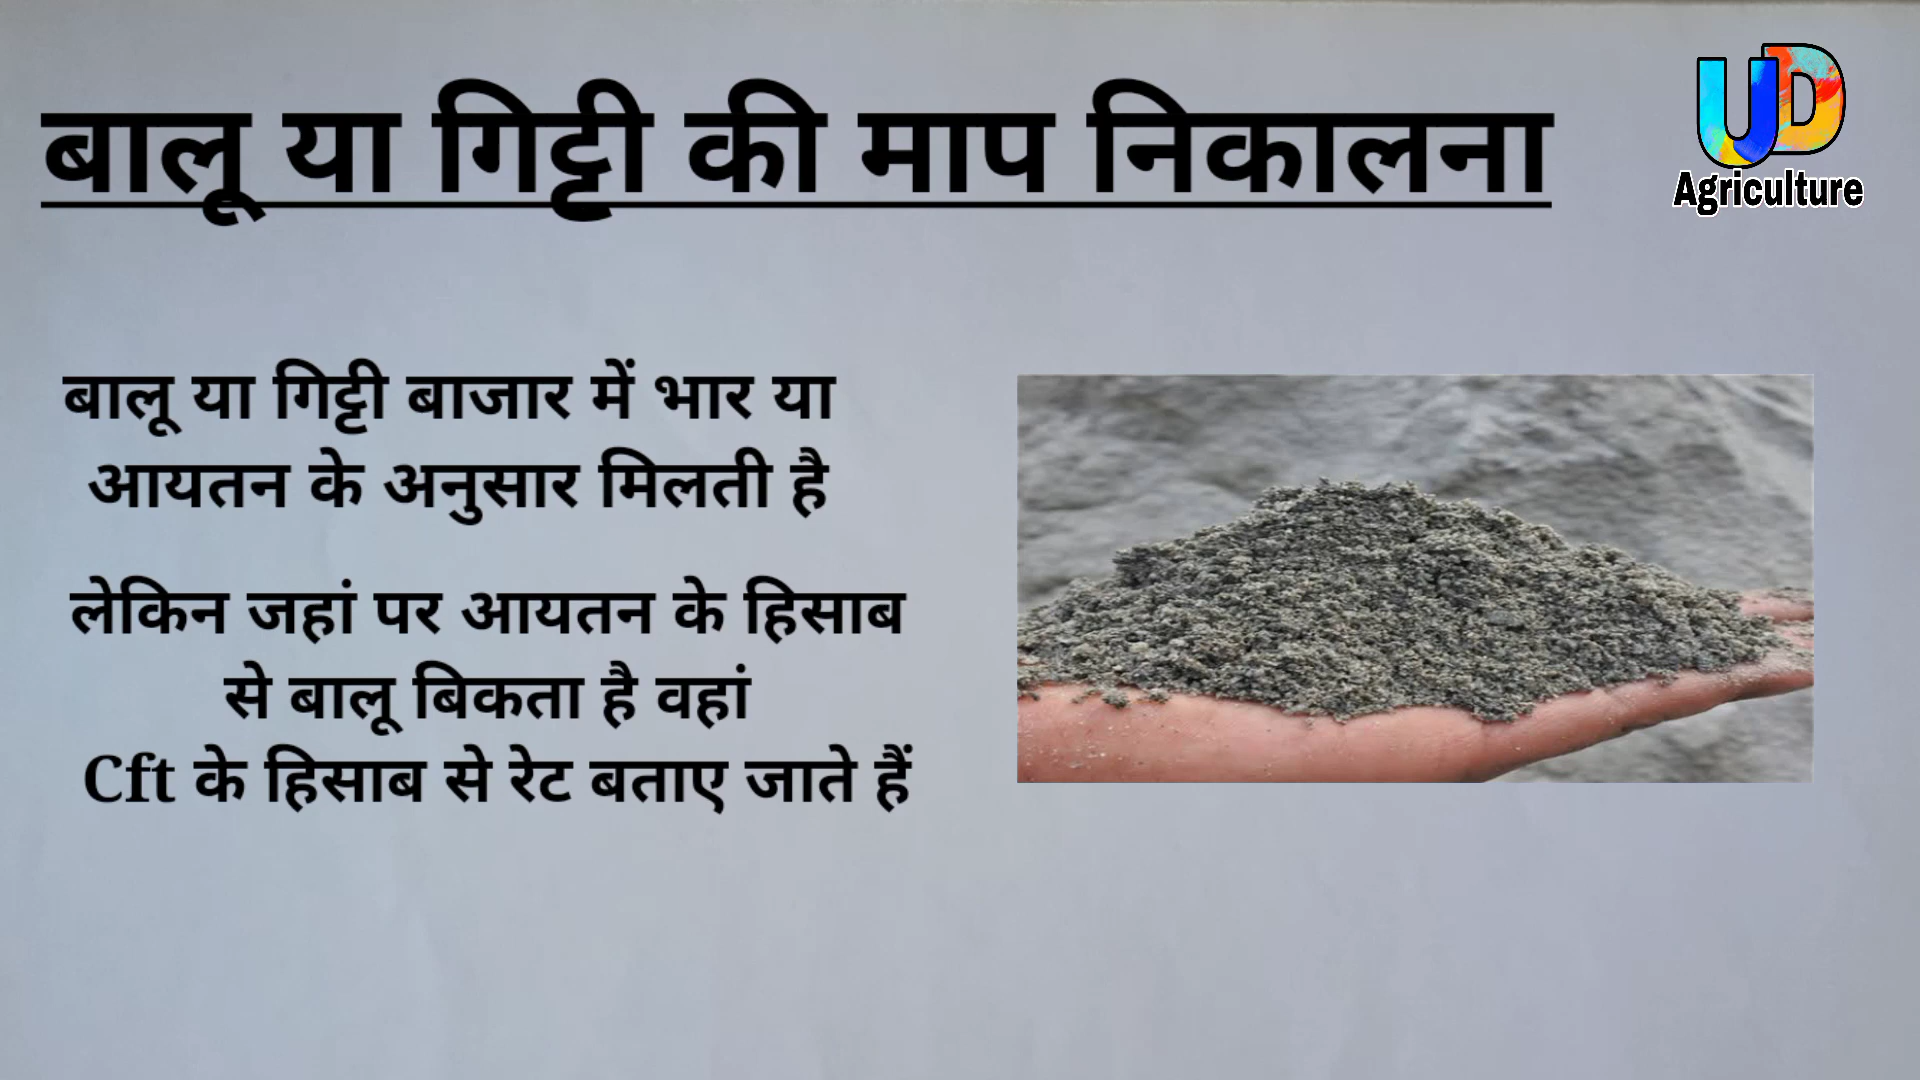 बालू या गिट्टी की माप निकालना
UD
Agriculture
बालू या गिट्टी बाजार में भार या
आयतन के अनुसार मिलती है
लेकिन जहां पर आयतन के हिसाब
से बालू बिकता है वहां
Cft के हिसाब से रेट बताए जाते हैं